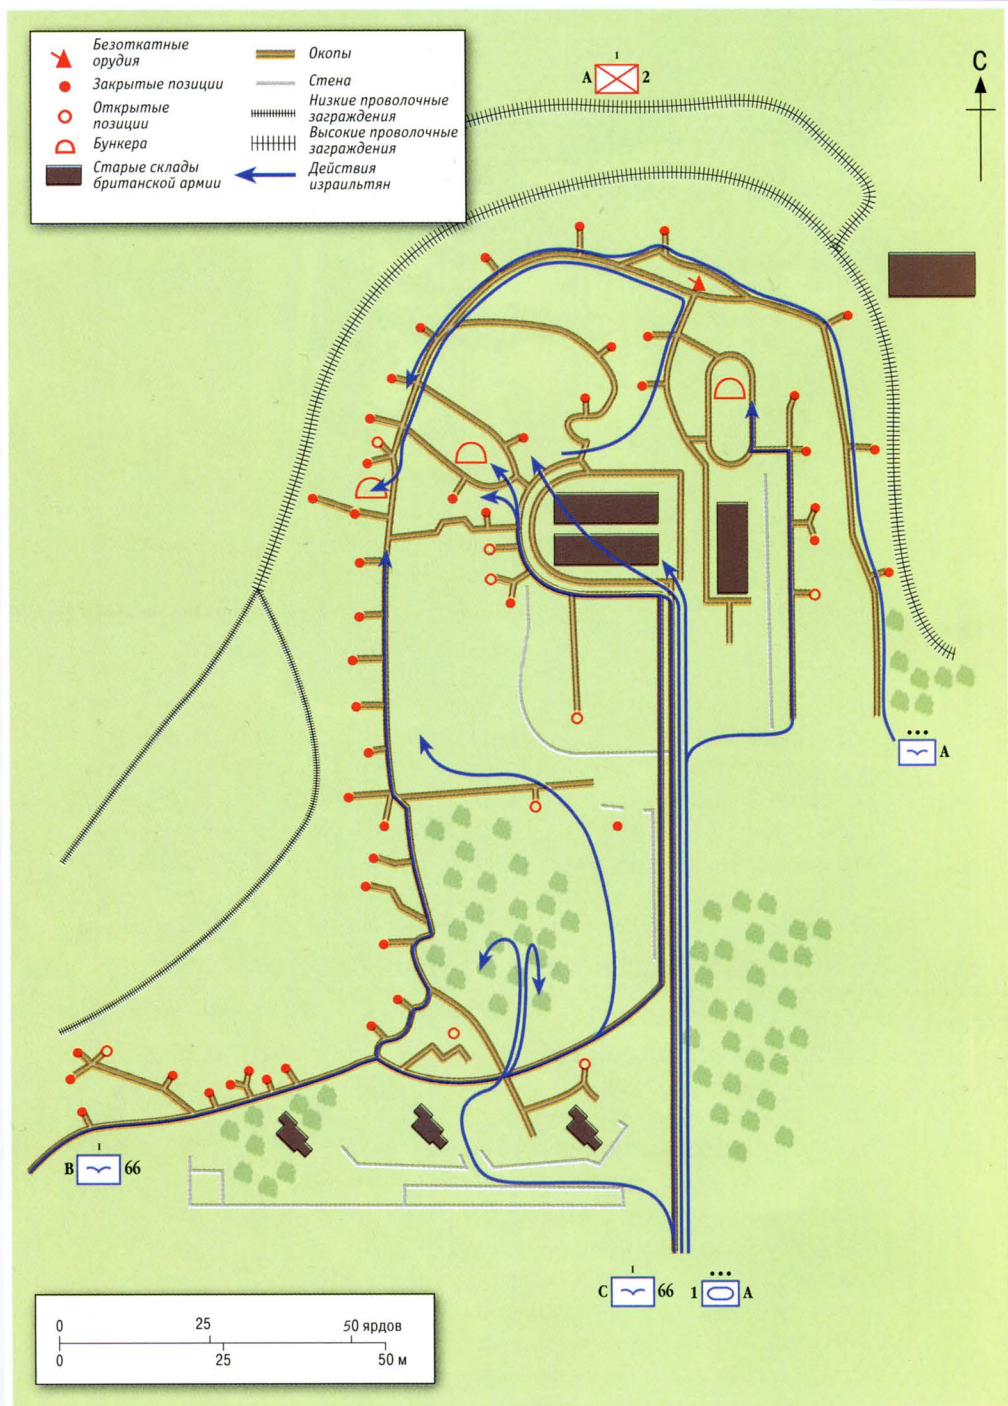 Безоткатные
орудия
Закрытые позиции
Открытые
позиции
Бункера
Старые склады
британской армии
Окопы
Стена
Низкие проволочные
заграждения
Высокие проволочные
заграждения
Действия
израильтян
I
A 2
С
A
I
B 66
I
C 66
1 A
0 25 50 ярдов
0 25 50 м